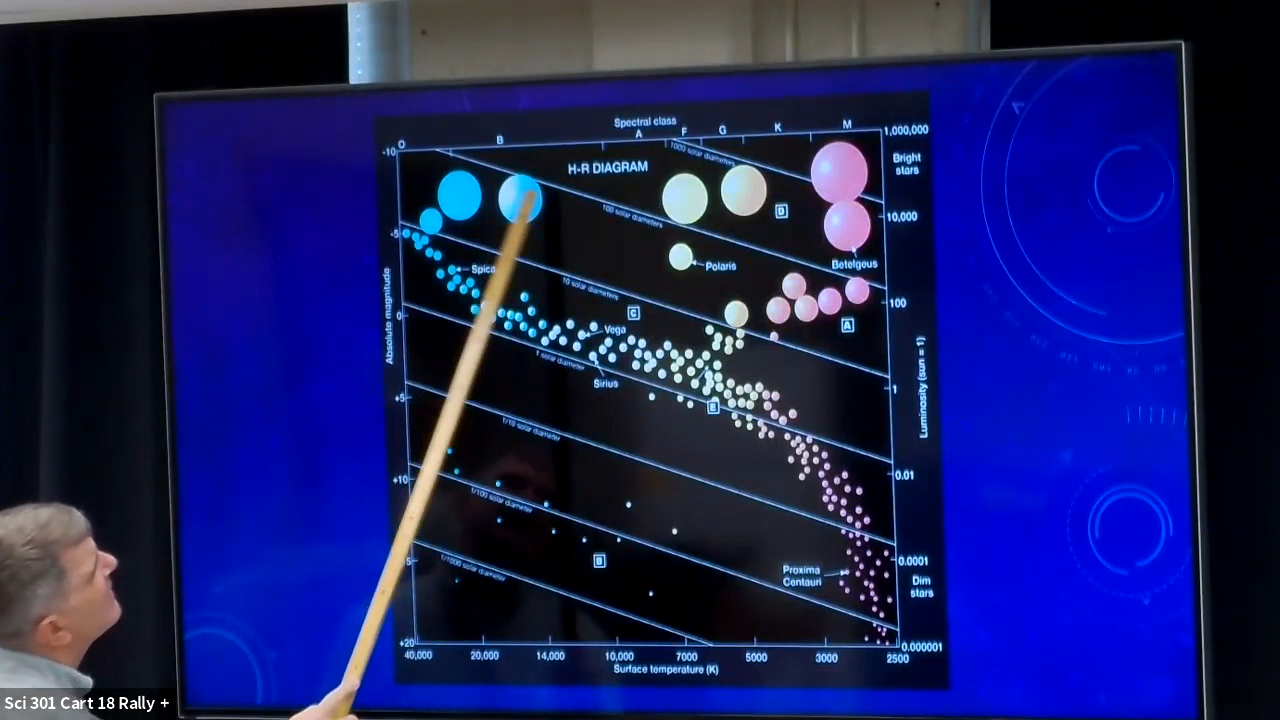 Spectral class
O B A F G K M
-10
1,000,000
H-R DIAGRAM
1000 solar diameters
Bright
stars
100 solar diameters
D
10,000
-5
Spica
Polaris
Betelgeus
10 solar diameters
100
C
A
0
Vega
Absolute magnitude
1 solar diameter
Sirius
1
Luminosity (sun = 1)
E
+5
1/10 solar diameter
0.01
+10
1/100 solar diameter
B
0.0001
Proxima
Centauri
Dim
stars
1/1000 solar diameter
+20
0.000001
40,000 20,000 14,000 10,000 7000 5000 3000 2500
Surface temperature (K)
Sci 301 Cart 18 Rally +